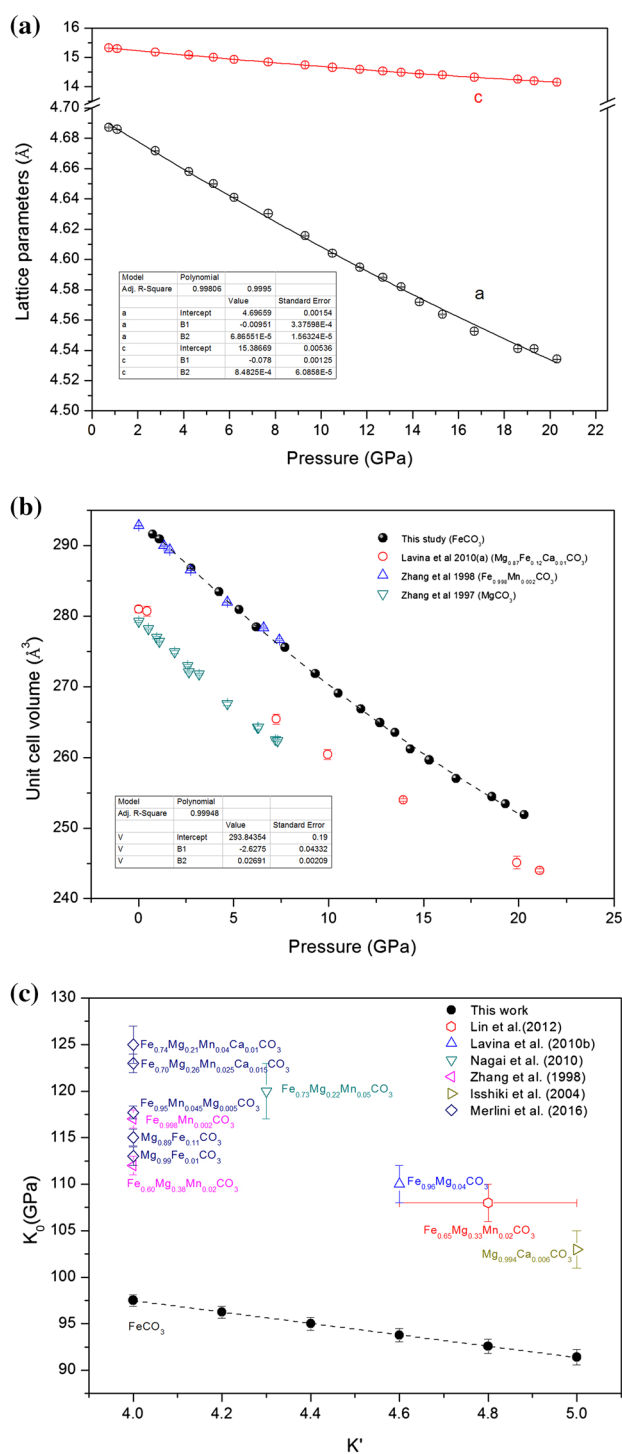 (a)
16
15
14
4.70
4.68
4.66
4.64
4.62
4.60
4.58
4.56
4.54
4.52
4.50
Lattice parameters (Å)
c
a
Model Polynomial
Adj. R-Square 0.99806 0.9995
Value Standard Error
a Intercept 4.69659 0.00154
a B1 -0.00951 3.37598E-4
a B2 6.86551E-5 1.56324E-5
c Intercept 15.38669 0.00536
c B1 -0.078 0.00125
c B2 8.4825E-4 6.0858E-5
0 2 4 6 8 10 12 14 16 18 20 22
Pressure (GPa)
(b)
300
290
280
270
260
250
240
Unit cell volume (Å³)
This study (FeCO₃)
Lavina et al 2010(a) (Mg₀.₈₇Fe₀.₁₂Ca₀.₀₁CO₃)
Zhang et al 1998 (Fe₀.₉₉₈Mn₀.₀₀₂CO₃)
Zhang et al 1997 (MgCO₃)
Model Polynomial
Adj. R-Square 0.99948
Value Standard Error
V Intercept 293.84354 0.19
V B1 -2.6275 0.04332
V B2 0.02691 0.00209
0 5 10 15 20 25
Pressure (GPa)
(c)
130
125
120
115
110
105
100
95
90
K₀(GPa)
This work
Lin et al.(2012)
Lavina et al. (2010b)
Nagai et al. (2010)
Zhang et al. (1998)
Isshiki et al. (2004)
Merlini et al. (2016)
Fe₀.₇₄Mg₀.₂₁Mn₀.₀₄Ca₀.₀₁CO₃
Fe₀.₇₀Mg₀.₂₆Mn₀.₀₂₅Ca₀.₀₁₅CO₃
Fe₀.₇₃Mg₀.₂₂Mn₀.₀₅CO₃
Fe₀.₉₅Mn₀.₀₄₅Mg₀.₀₀₅CO₃
Fe₀.₉₉₈Mn₀.₀₀₂CO₃
Mg₀.₈₉Fe₀.₁₁CO₃
Mg₀.₉₉Fe₀.₀₁CO₃
Fe₀.₆₀Mg₀.₃₈Mn₀.₀₂CO₃
Fe₀.₉₆Mg₀.₀₄CO₃
Fe₀.₆₅Mg₀.₃₃Mn₀.₀₂CO₃
Mg₀.₉₉₄Ca₀.₀₀₆CO₃
FeCO₃
4.0 4.2 4.4 4.6 4.8 5.0
K'